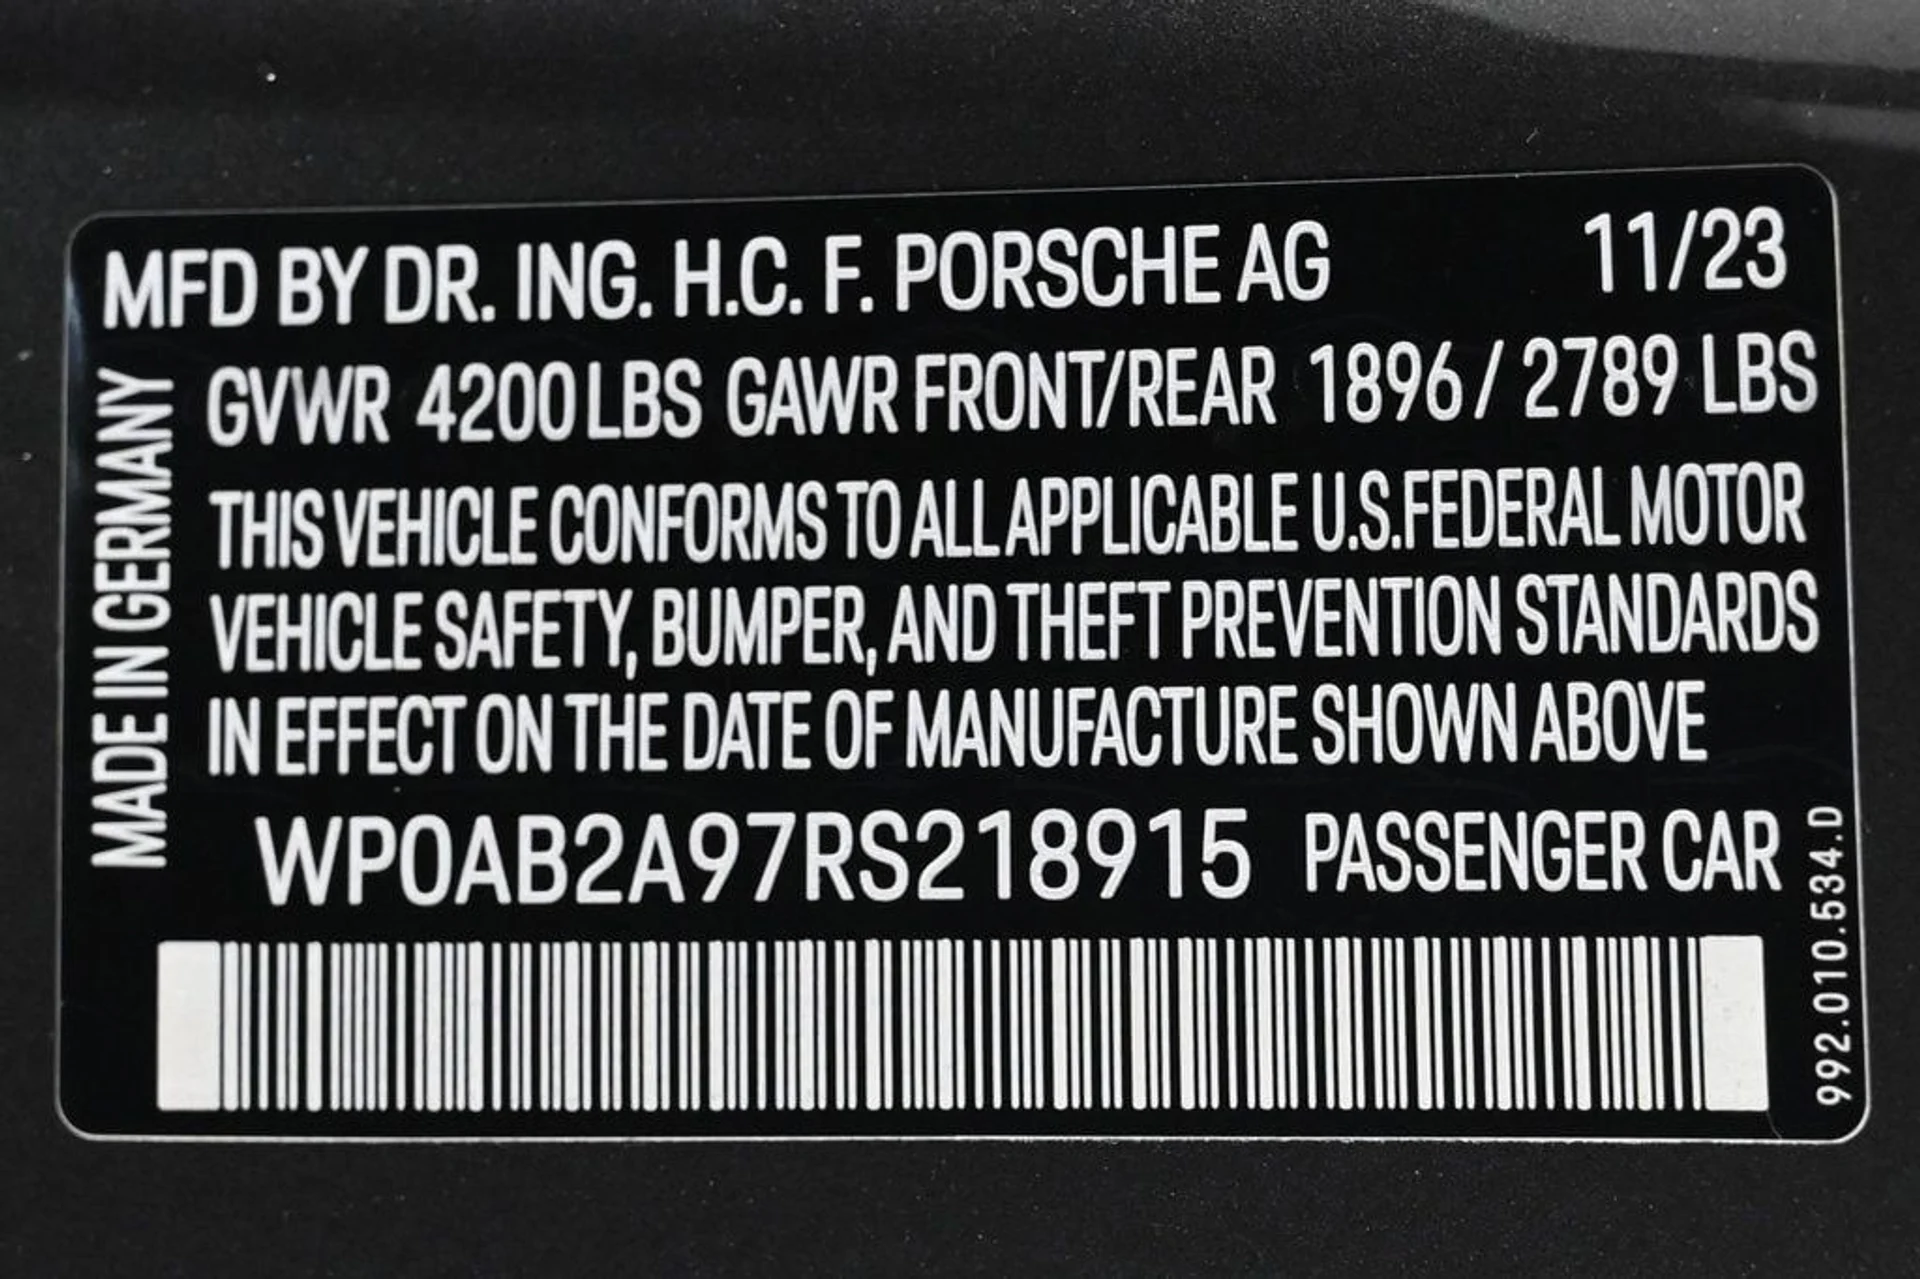 MFD BY DR. ING. H.C. F. PORSCHE AG 11/23
GVWR 4200 LBS GAWR FRONT/REAR 1896 / 2789 LBS
THIS VEHICLE CONFORMS TO ALL APPLICABLE U.S.FEDERAL MOTOR
VEHICLE SAFETY, BUMPER, AND THEFT PREVENTION STANDARDS
IN EFFECT ON THE DATE OF MANUFACTURE SHOWN ABOVE
WP0AB2A97RS218915 PASSENGER CAR
MADE IN GERMANY
992.010.534.D